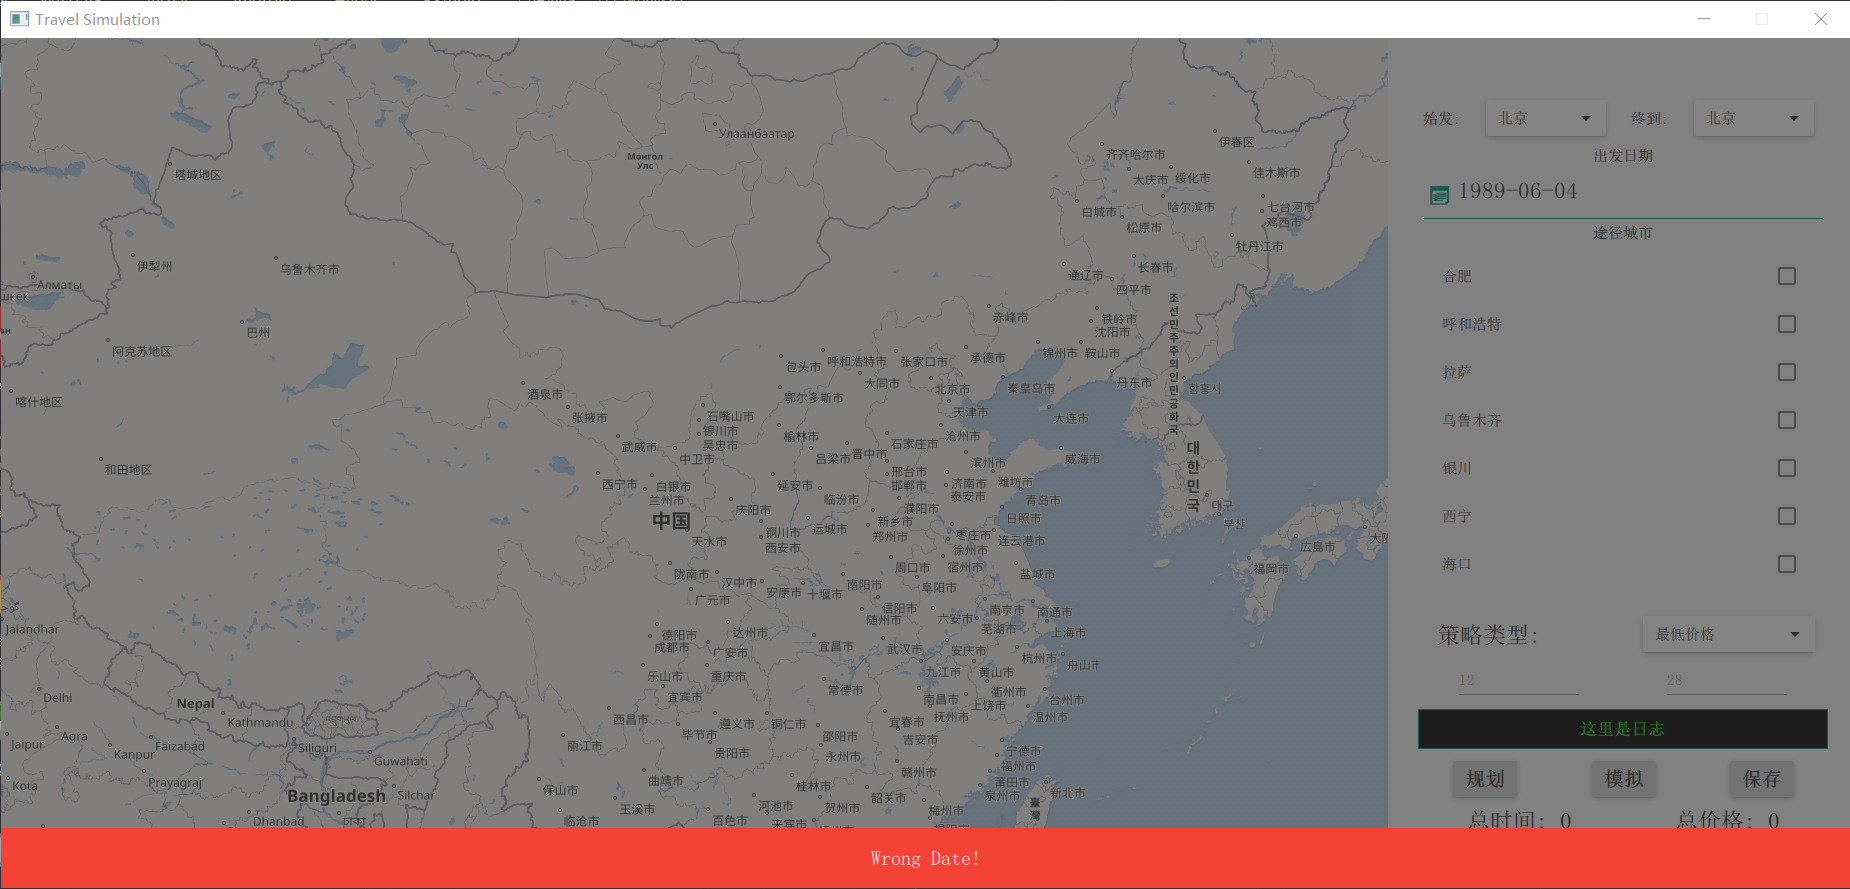 Travel Simulation
Улаанбаатар
Монгол
Улс
塔城地区
伊犁州
乌鲁木齐市
Алматы
巴州
阿克苏地区
喀什地区
和田地区
酒泉市
张掖市
武威市
西宁市
白银市
兰州市
中国
天水市
石嘴山市
银川市
吴忠市
中卫市
庆阳市
包头市
呼和浩特市
张家口市
承德市
大同市
鄂尔多斯市
北京市
秦皇岛市
天津市
榆林市
石家庄市
沧州市
吕梁市
晋中市
邢台市
滨州市
延安市
邯郸市
济南市
潍坊市
泰安市
临汾市
濮阳市
青岛市
威海市
运城市
新乡市
日照市
铜川市
郑州市
枣庄市
连云港市
西安市
徐州市
陇南市
汉中市
周口市
宿州市
盐城市
广元市
安康市
十堰市
南阳市
阜阳市
信阳市
随州市
六安市
南京市
南通市
芜湖市
上海市
德阳市
成都市
达州市
广安市
宜昌市
武汉市
安庆市
杭州市
舟山市
乐山市
重庆市
九江市
黄山市
宜宾市
常德市
南昌市
衢州市
上饶市
台州市
西昌市
遵义市
铜仁市
宜春市
抚州市
温州市
丽江市
毕节市
贵阳市
邵阳市
永州市
吉安市
宁德市
福州市
曲靖市
桂林市
赣州市
莆田市
新北市
保山市
玉溪市
河池市
贺州市
韶关市
泉州市
臺
灣
临沧市
百色市
来宾市
梅州市
齐齐哈尔市
伊春区
大庆市
绥化市
佳木斯市
白城市
哈尔滨市
七台河市
松原市
鸡西市
牡丹江市
通辽市
长春市
四平市
赤峰市
铁岭市
沈阳市
锦州市
鞍山市
丹东市
大连市
조선민주주의인민공화국
함흥시
대한민국
대구
부산
福岡市
広島市
Jalandhar
Delhi
Nepal
Kathmandu
Agra
Jaipur
Kanpur
Faizabad
Siliguri
Guwahati
Kota
Prayagraj
Bangladesh
Silchar
Dhanbad
ঢাকা
始发:
北京
终到:
北京
出发日期
1989-06-04
途径城市
合肥
呼和浩特
拉萨
乌鲁木齐
银川
西宁
海口
策略类型:
最低价格
12
28
这里是日志
规划
模拟
保存
总时间: 0
总价格: 0
Wrong Date!